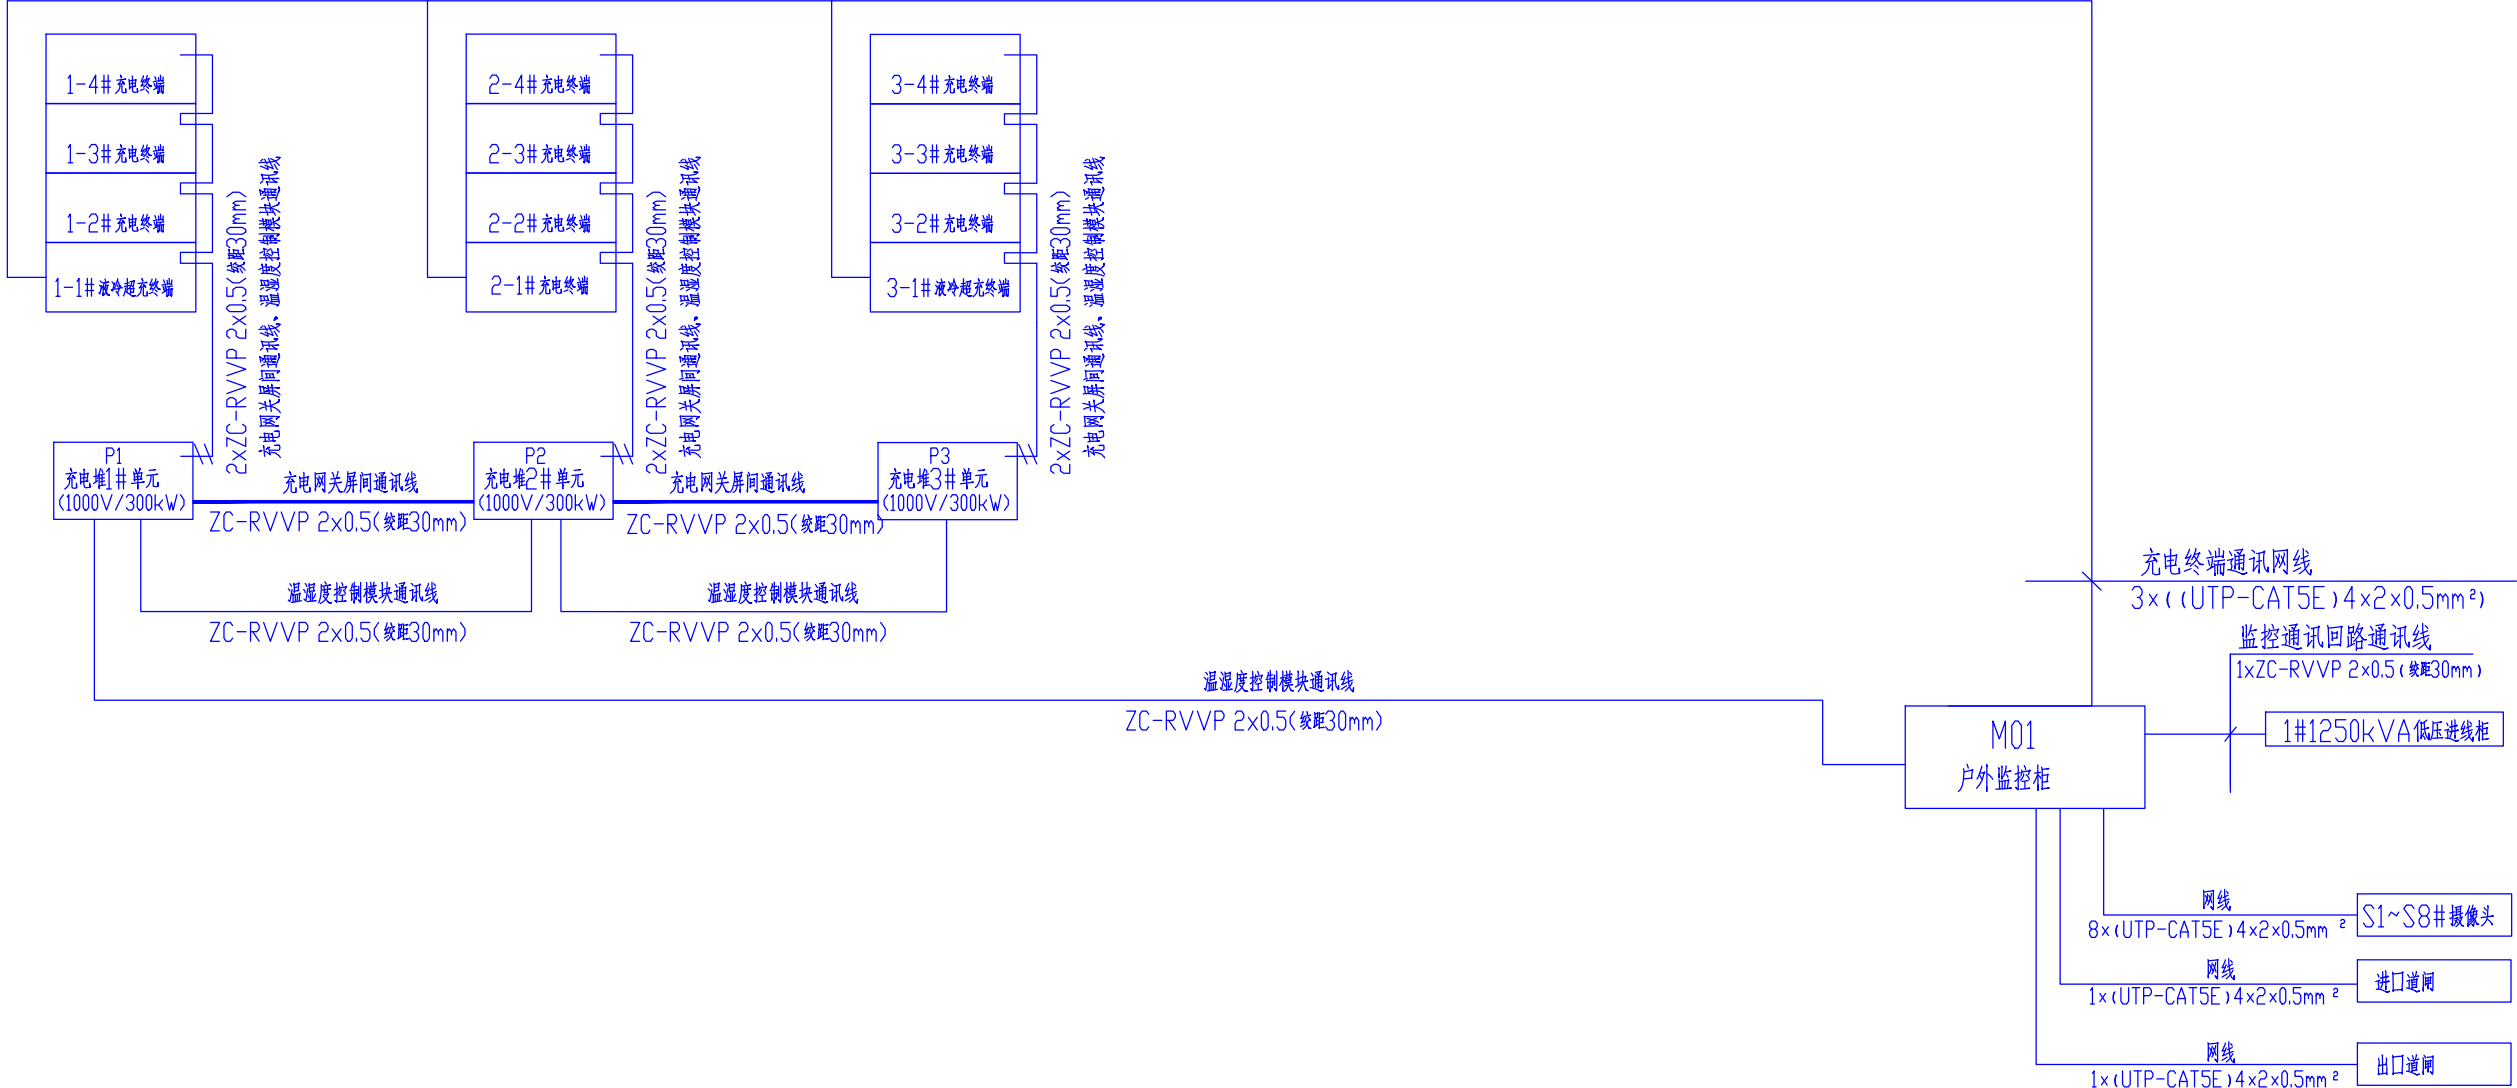 1-4#充电终端
1-3#充电终端
1-2#充电终端
1-1#液冷超充终端
2xZC-RVVP 2x0.5(绞距30mm)
充电网关屏间通讯线、温湿度控制模块通讯线
2-4#充电终端
2-3#充电终端
2-2#充电终端
2-1#充电终端
2xZC-RVVP 2x0.5(绞距30mm)
充电网关屏间通讯线、温湿度控制模块通讯线
3-4#充电终端
3-3#充电终端
3-2#充电终端
3-1#液冷超充终端
2xZC-RVVP 2x0.5(绞距30mm)
充电网关屏间通讯线、温湿度控制模块通讯线
P1
充电堆1#单元
(1000V/300kW)
充电网关屏间通讯线
ZC-RVVP 2x0.5(绞距30mm)
P2
充电堆2#单元
(1000V/300kW)
充电网关屏间通讯线
ZC-RVVP 2x0.5(绞距30mm)
P3
充电堆3#单元
(1000V/300kW)
温湿度控制模块通讯线
ZC-RVVP 2x0.5(绞距30mm)
温湿度控制模块通讯线
ZC-RVVP 2x0.5(绞距30mm)
温湿度控制模块通讯线
ZC-RVVP 2x0.5(绞距30mm)
充电终端通讯网线
3×((UTP-CAT5E)4×2×0.5mm²)
监控通讯回路通讯线
1xZC-RVVP 2x0.5(绞距30mm)
M01
户外监控柜
1#1250kVA低压进线柜
网线
8×(UTP-CAT5E)4×2×0.5mm²
S1~S8#摄像头
网线
1×(UTP-CAT5E)4×2×0.5mm²
进口道闸
网线
1×(UTP-CAT5E)4×2×0.5mm²
出口道闸